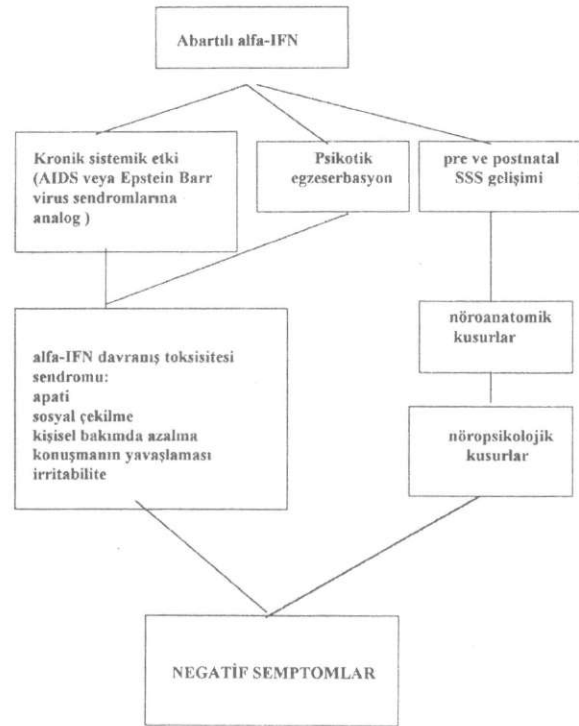 Abartılı alfa-IFN
Kronik sistemik etki
(AIDS veya Epstein Barr
virus sendromlarına
analog )
Psikotik
egzeserbasyon
pre ve postnatal
SSS gelişimi
alfa-IFN davranış toksisitesi
sendromu:
apati
sosyal çekilme
kişisel bakımda azalma
konuşmanın yavaşlaması
irritabilite
nöroanatomik
kusurlar
nöropsikolojik
kusurlar
NEGATİF SEMPTOMLAR